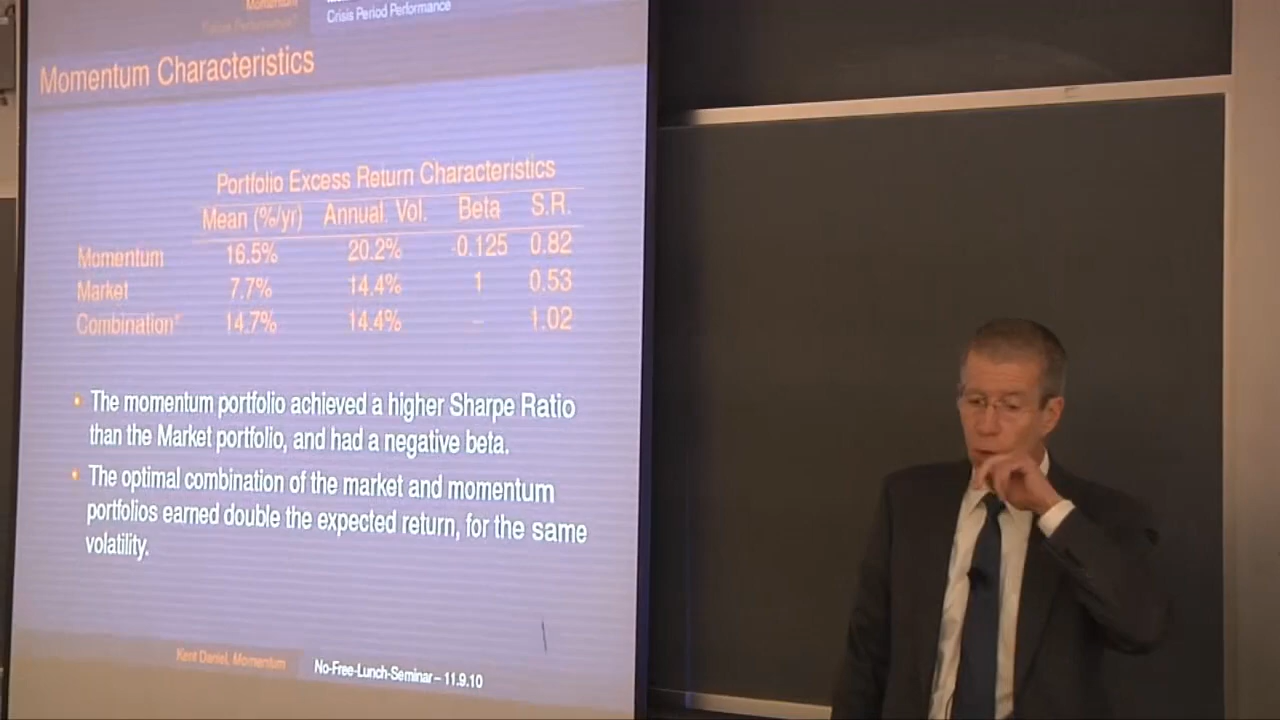 Momentum
Crisis Period Performance
Momentum Characteristics
Portfolio Excess Return Characteristics
Mean (%/yr) Annual. Vol. Beta S.R.
Momentum 16.5% 20.2% -0.125 0.82
Market 7.7% 14.4% 1 0.53
Combination* 14.7% 14.4% – 1.02
• The momentum portfolio achieved a higher Sharpe Ratio
than the Market portfolio, and had a negative beta.
• The optimal combination of the market and momentum
portfolios earned double the expected return, for the same
volatility.
Kent Daniel, Momentum No-Free-Lunch-Seminar – 11.9.10